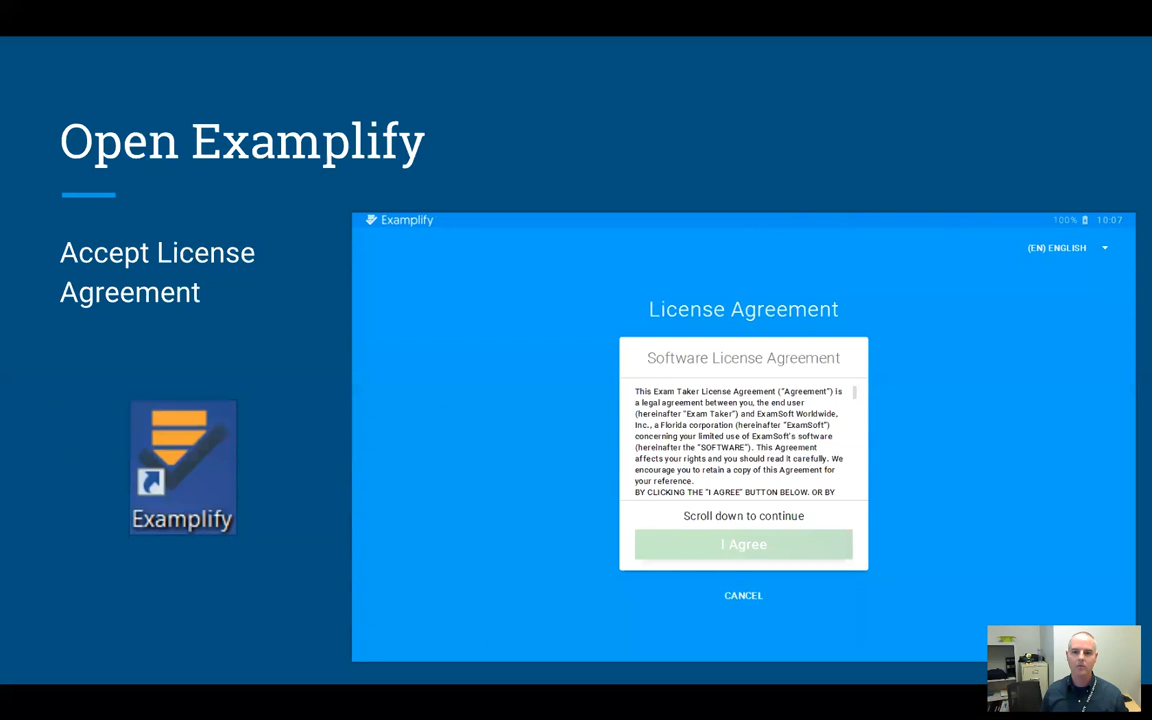 Open Examplify
Accept License
Agreement
Examplify
Examplify
100% 10:07
(EN) ENGLISH
License Agreement
Software License Agreement
This Exam Taker License Agreement (“Agreement”) is
a legal agreement between you, the end user
(hereinafter “Exam Taker”) and ExamSoft Worldwide,
Inc., a Florida corporation (hereinafter “ExamSoft”)
concerning your limited use of ExamSoft's software
(hereinafter the “SOFTWARE”). This Agreement
affects your rights and you should read it carefully. We
encourage you to retain a copy of this Agreement for
your reference.
BY CLICKING THE “I AGREE” BUTTON BELOW. OR BY
Scroll down to continue
I Agree
CANCEL